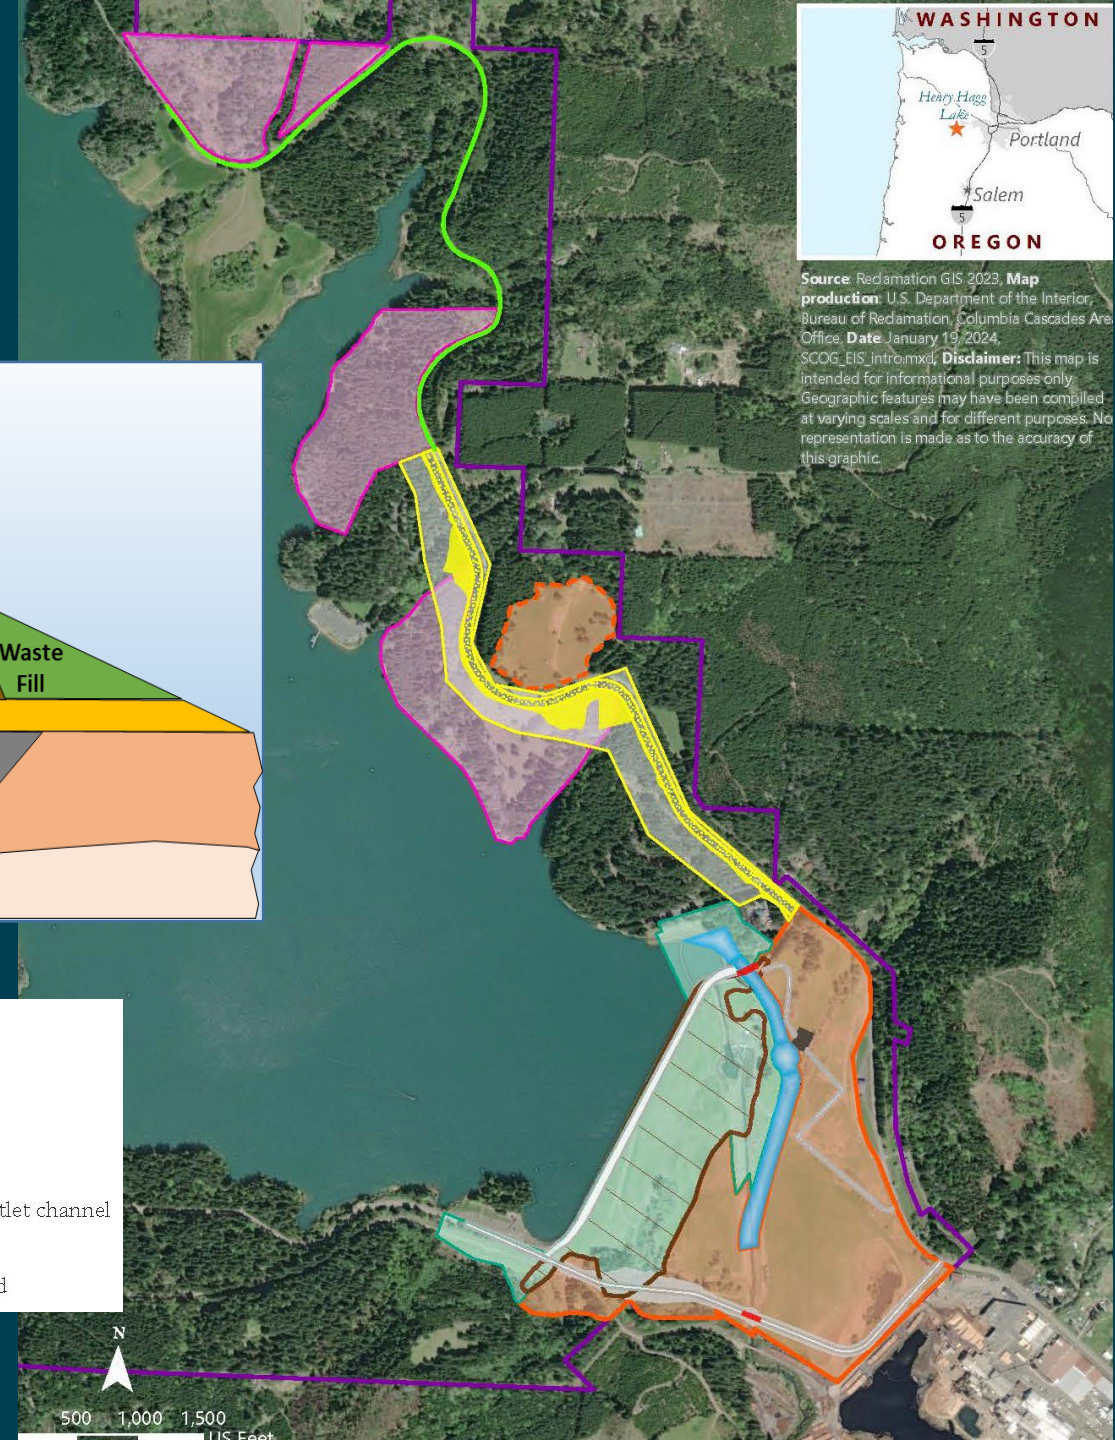 WASHINGTON
5
Henry Hagg
Lake
Portland
Salem
5
OREGON
Source: Reclamation GIS 2023, Map
production: U.S. Department of the Interior,
Bureau of Reclamation, Columbia Cascades Are
Office, Date January 19, 2024,
SCOG_EIS_intro.mxd, Disclaimer: This map is
intended for informational purposes only.
Geographic features may have been compiled
at varying scales and for different purposes. No
representation is made as to the accuracy of
this graphic.
Waste
Fill
tlet channel
d
N
500 1,000 1,500
US Feet